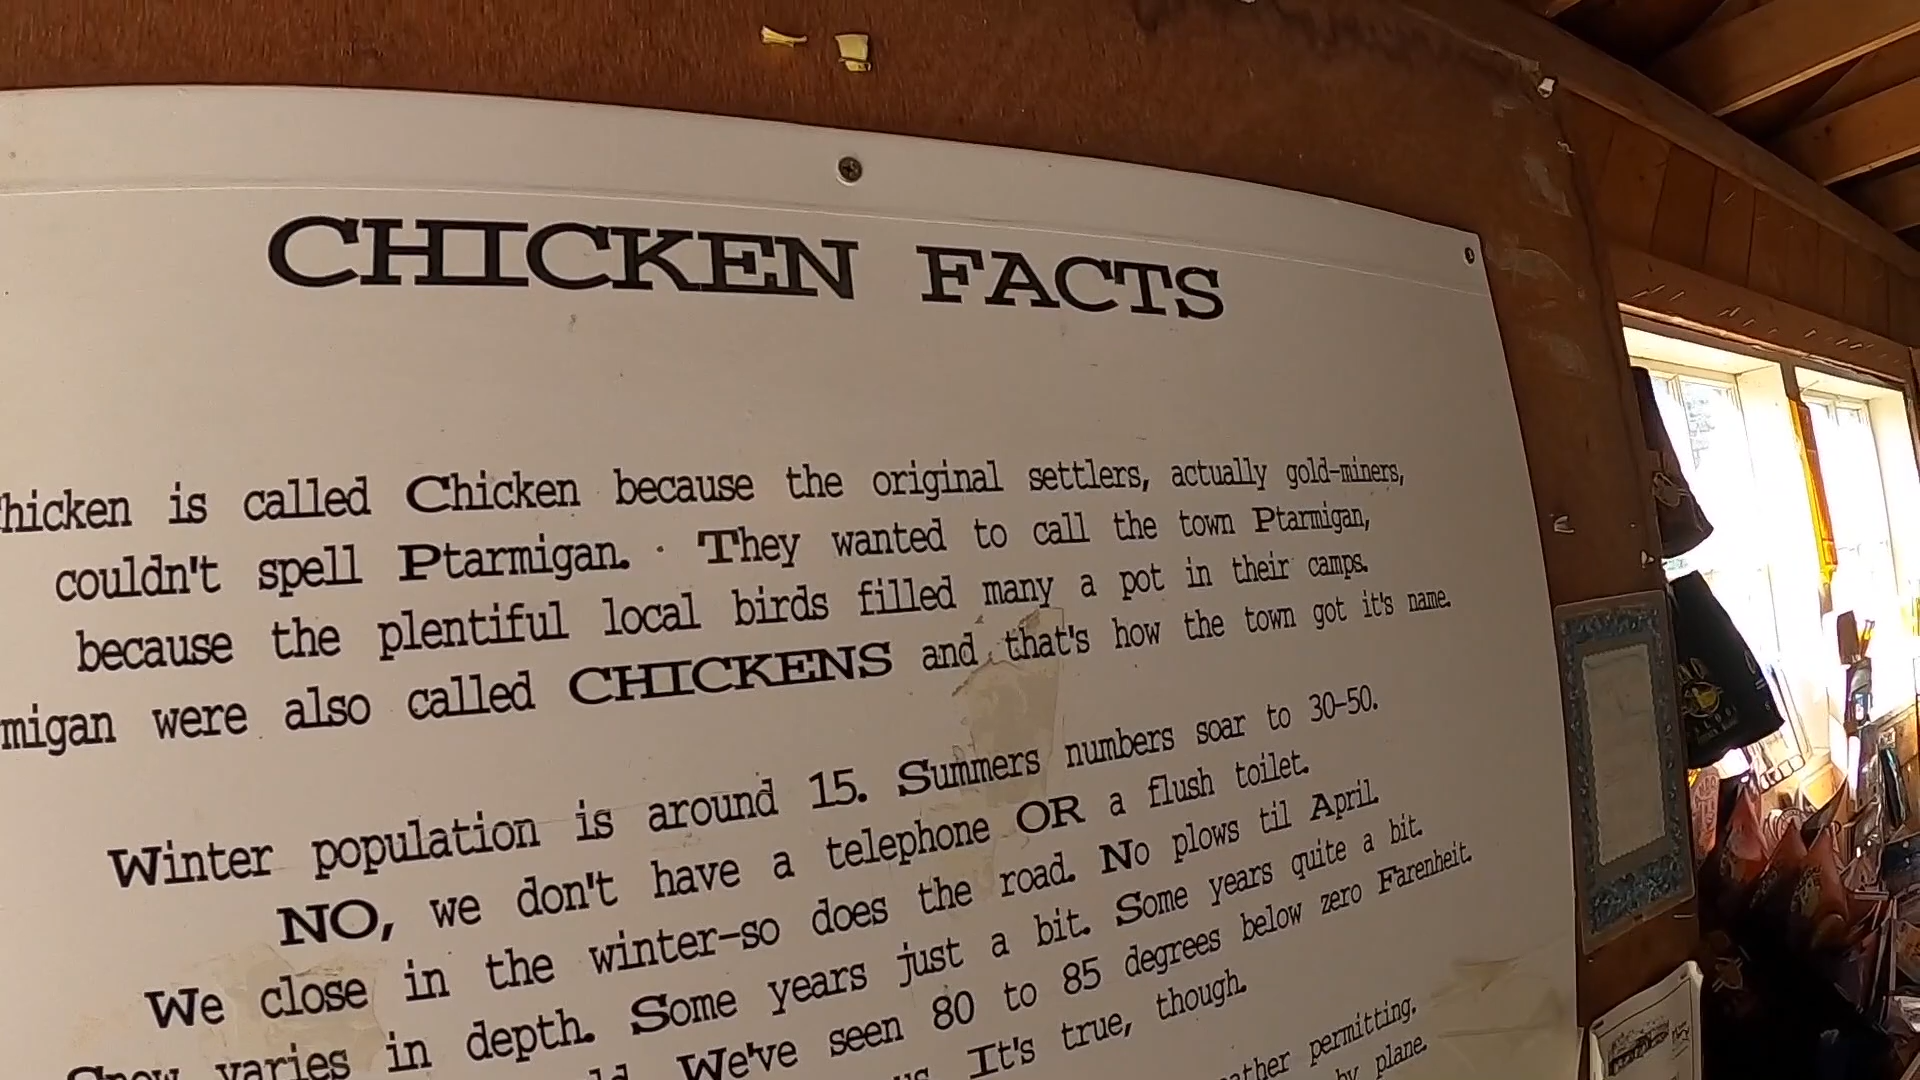 CHICKEN FACTS
hicken is called Chicken because the original settlers, actually gold-miners,
couldn't spell Ptarmigan. They wanted to call the town Ptarmigan,
because the plentiful local birds filled many a pot in their camps.
migan were also called CHICKENS and that's how the town got it's name.
Winter population is around 15. Summers numbers soar to 30-50.
NO, we don't have a telephone OR a flush toilet.
We close in the winter-so does the road. No plows til April.
Snow varies in depth. Some years just a bit. Some years quite a bit.
We've seen 80 to 85 degrees below zero Farenheit.
It's true, though.
permitting.
by plane.